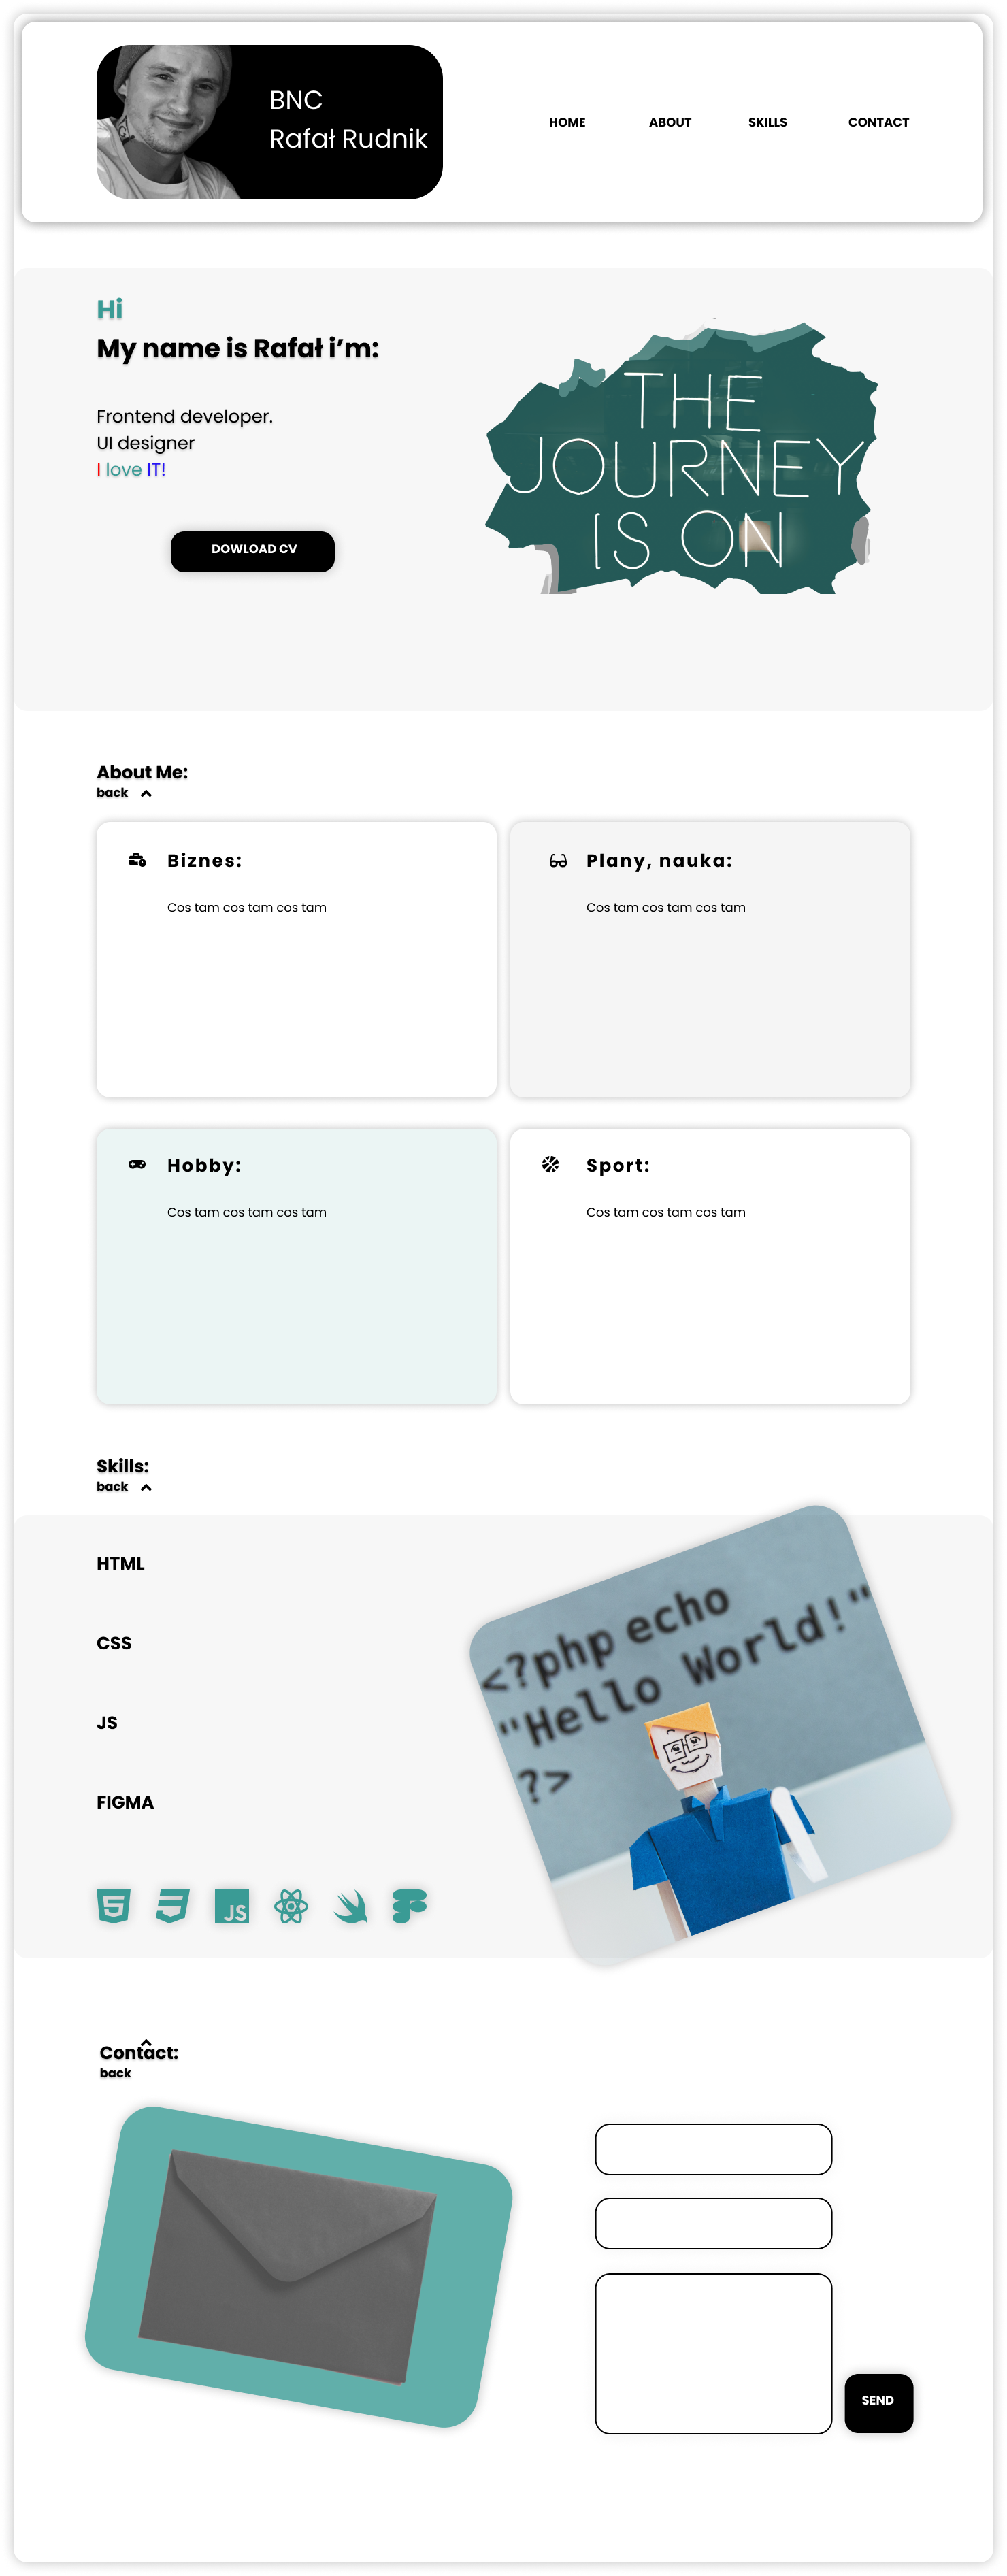 BNC
Rafał Rudnik
HOME ABOUT SKILLS CONTACT
Hi
My name is Rafał i’m:
Frontend developer.
UI designer
I love IT!
DOWLOAD CV
THE
JOURNEY
IS ON
About Me:
back
Biznes:
Cos tam cos tam cos tam
Plany, nauka:
Cos tam cos tam cos tam
Hobby:
Cos tam cos tam cos tam
Sport:
Cos tam cos tam cos tam
Skills:
back
HTML
CSS
JS
FIGMA
<?php echo
"Hello World!"
?>
5
JS
Contact:
back
SEND